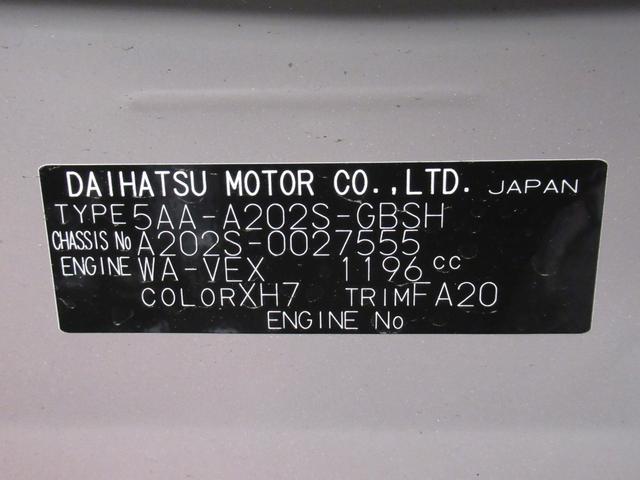 DAIHATSU MOTOR CO.,LTD. JAPAN
TYPE 5AA-A202S-GBSH
CHASSIS No A202S-0027555
ENGINE WA-VEX 1196 cc
COLOR XH7 TRIM FA20
ENGINE No